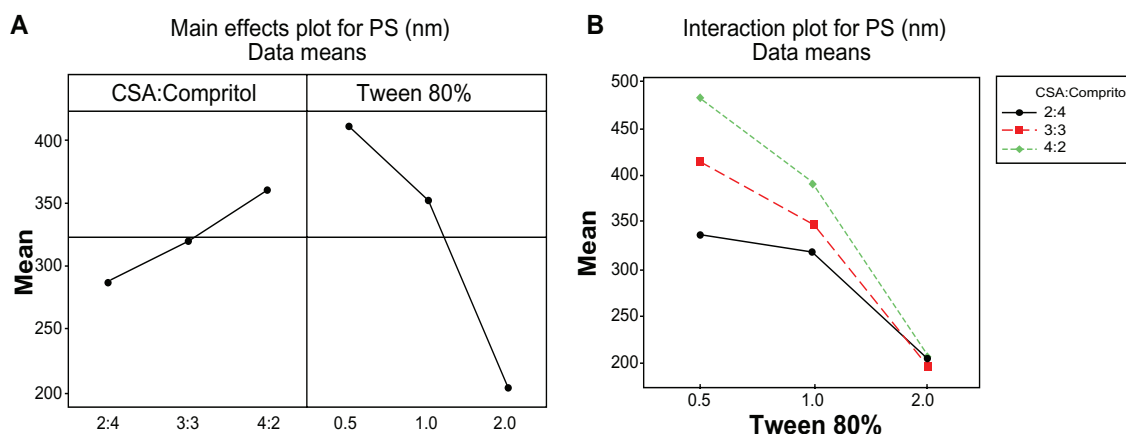 A
Main effects plot for PS (nm)
Data means
CSA:Compritol
Tween 80%
Mean
400
350
300
250
200
2:4
3:3
4:2
0.5
1.0
2.0
B
Interaction plot for PS (nm)
Data means
Mean
500
450
400
350
300
250
200
0.5
1.0
2.0
Tween 80%
CSA:Comprito
2:4
3:3
4:2